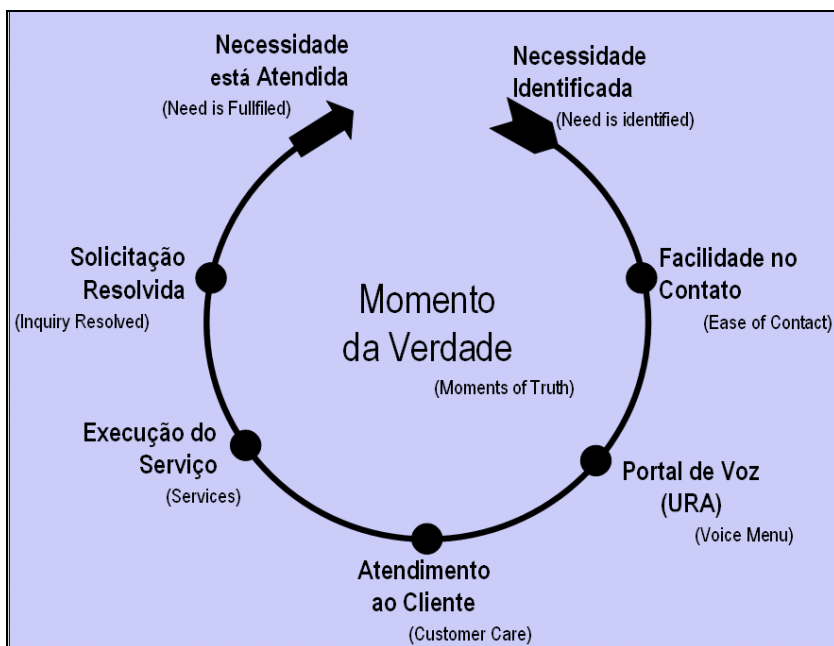 Necessidade
está Atendida
(Need is Fullfiled)
Necessidade
Identificada
(Need is identified)
Facilidade no
Contato
(Ease of Contact)
Portal de Voz
(URA)
(Voice Menu)
Atendimento
ao Cliente
(Customer Care)
Execução do
Serviço
(Services)
Solicitação
Resolvida
(Inquiry Resolved)
Momento
da Verdade
(Moments of Truth)